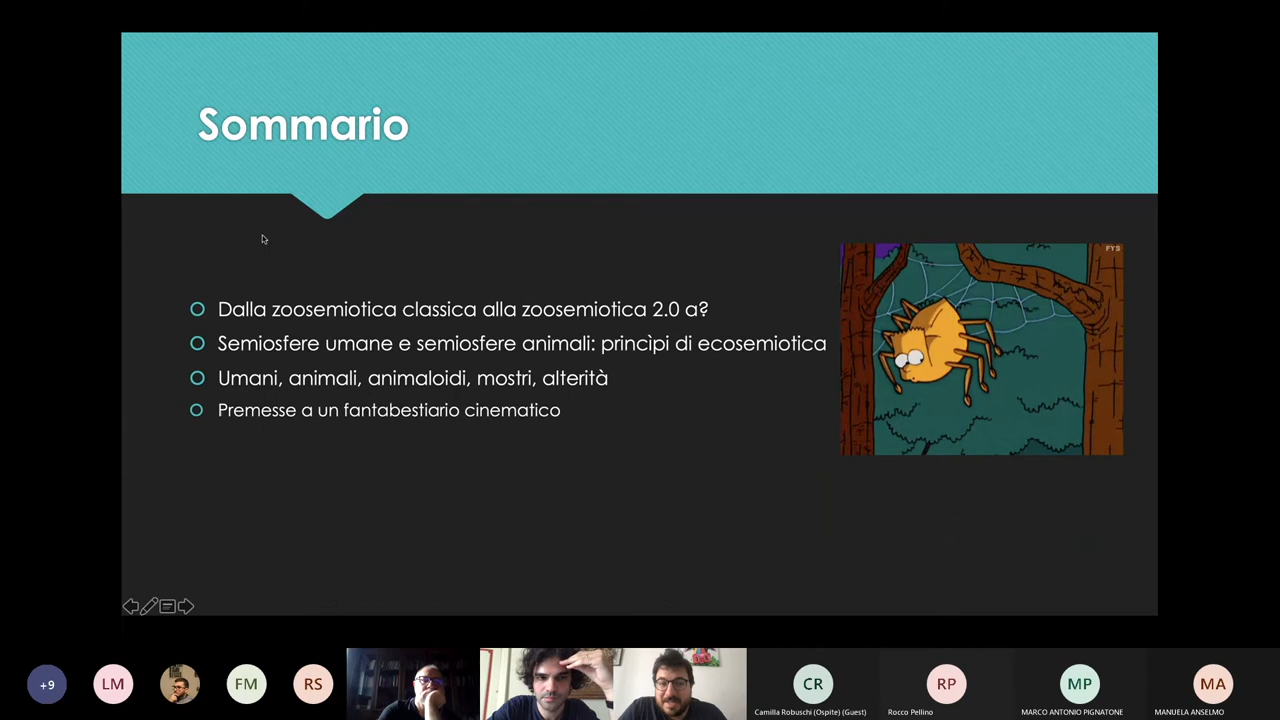 Sommario
FYS
Dalla zoosemiotica classica alla zoosemiotica 2.0 a?
Semiosfere umane e semiosfere animali: princìpi di ecosemiotica
Umani, animali, animaloidi, mostri, alterità
Premesse a un fantabestiario cinematico
+9
LM
FM
RS
CR
RP
MP
MA
Camilla Robuschi (Ospite) (Guest)
Rocco Pellino
MARCO ANTONIO PIGNATONE
MANUELA ANSELMO